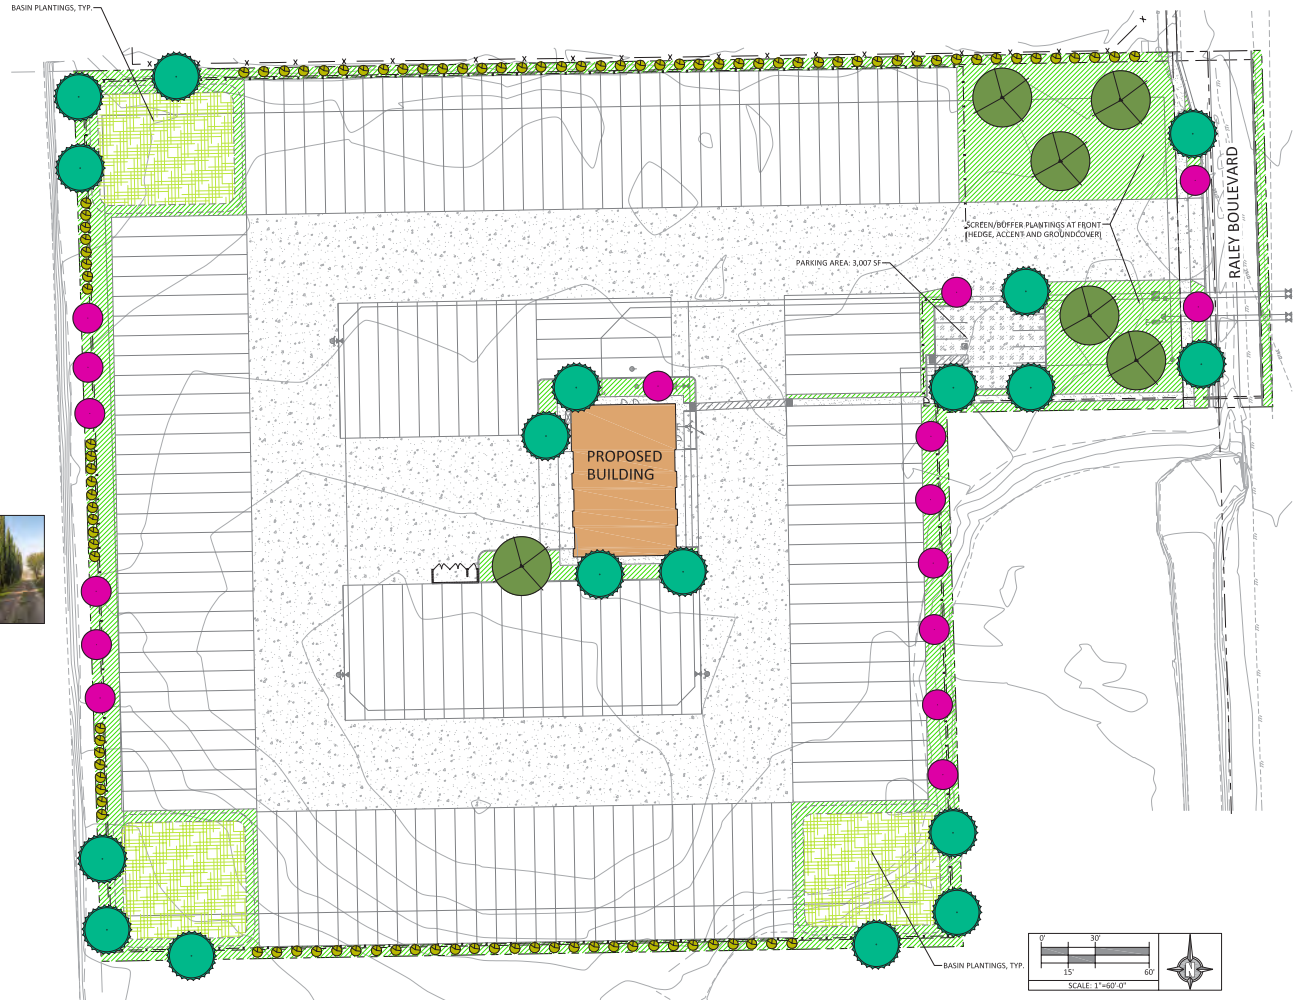 BASIN PLANTINGS, TYP.
RALEY BOULEVARD
SCREEN/BUFFER PLANTINGS AT FRONT
(HEDGE, ACCENT AND GROUNDCOVER)
PARKING AREA: 3,007 SF
PROPOSED
BUILDING
BASIN PLANTINGS, TYP.
0' 30'
15' 60'
SCALE: 1"=60'-0"
N